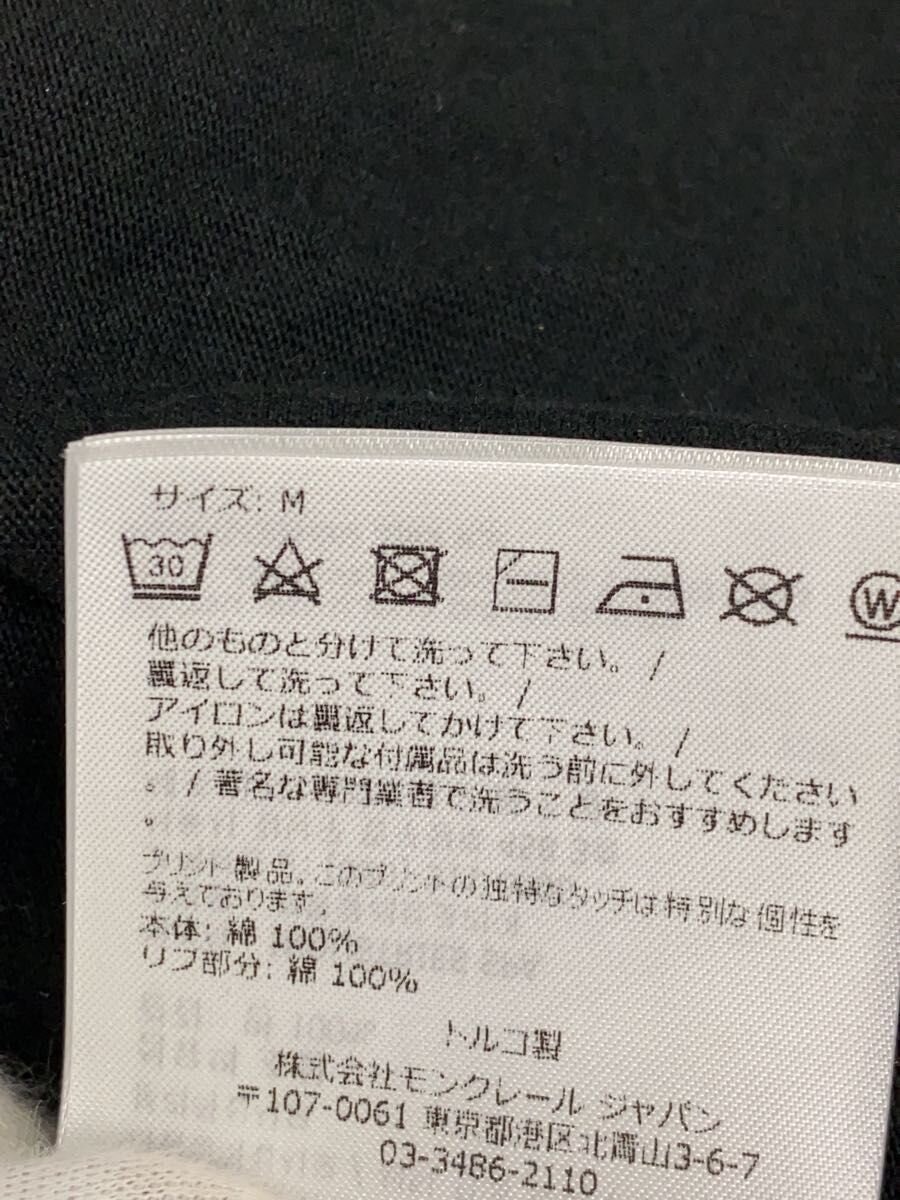 サイズ: M
30
W
他のものと分けて洗って下さい。 /
裏返して洗って下さい。 /
アイロンは裏返してかけて下さい。 /
取り外し可能な付属品は洗う前に外してください
。 / 著名な専門業者で洗うことをおすすめします
。
プリント製品。このプリントの独特なタッチは特別な個性を
与えております。
本体: 綿 100%
リブ部分: 綿 100%
トルコ製
株式会社モンクレール ジャパン
〒107-0061 東京都港区北青山3-6-7
03-3486-2110